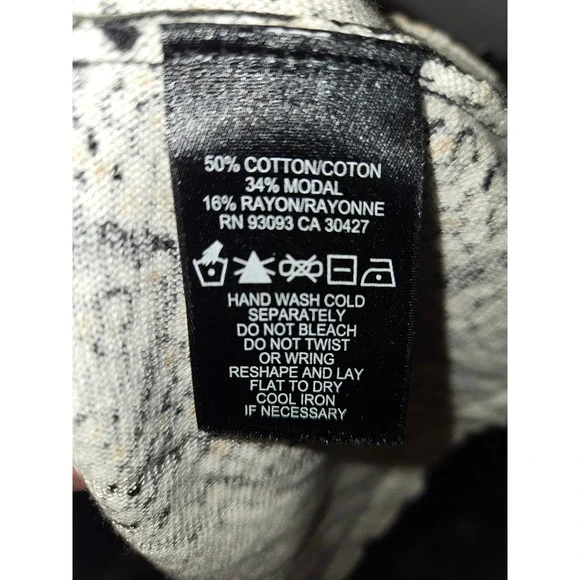 50% COTTON/COTON
34% MODAL
16% RAYON/RAYONNE
RN 93093 CA 30427
HAND WASH COLD
SEPARATELY
DO NOT BLEACH
DO NOT TWIST
OR WRING
RESHAPE AND LAY
FLAT TO DRY
COOL IRON
IF NECESSARY